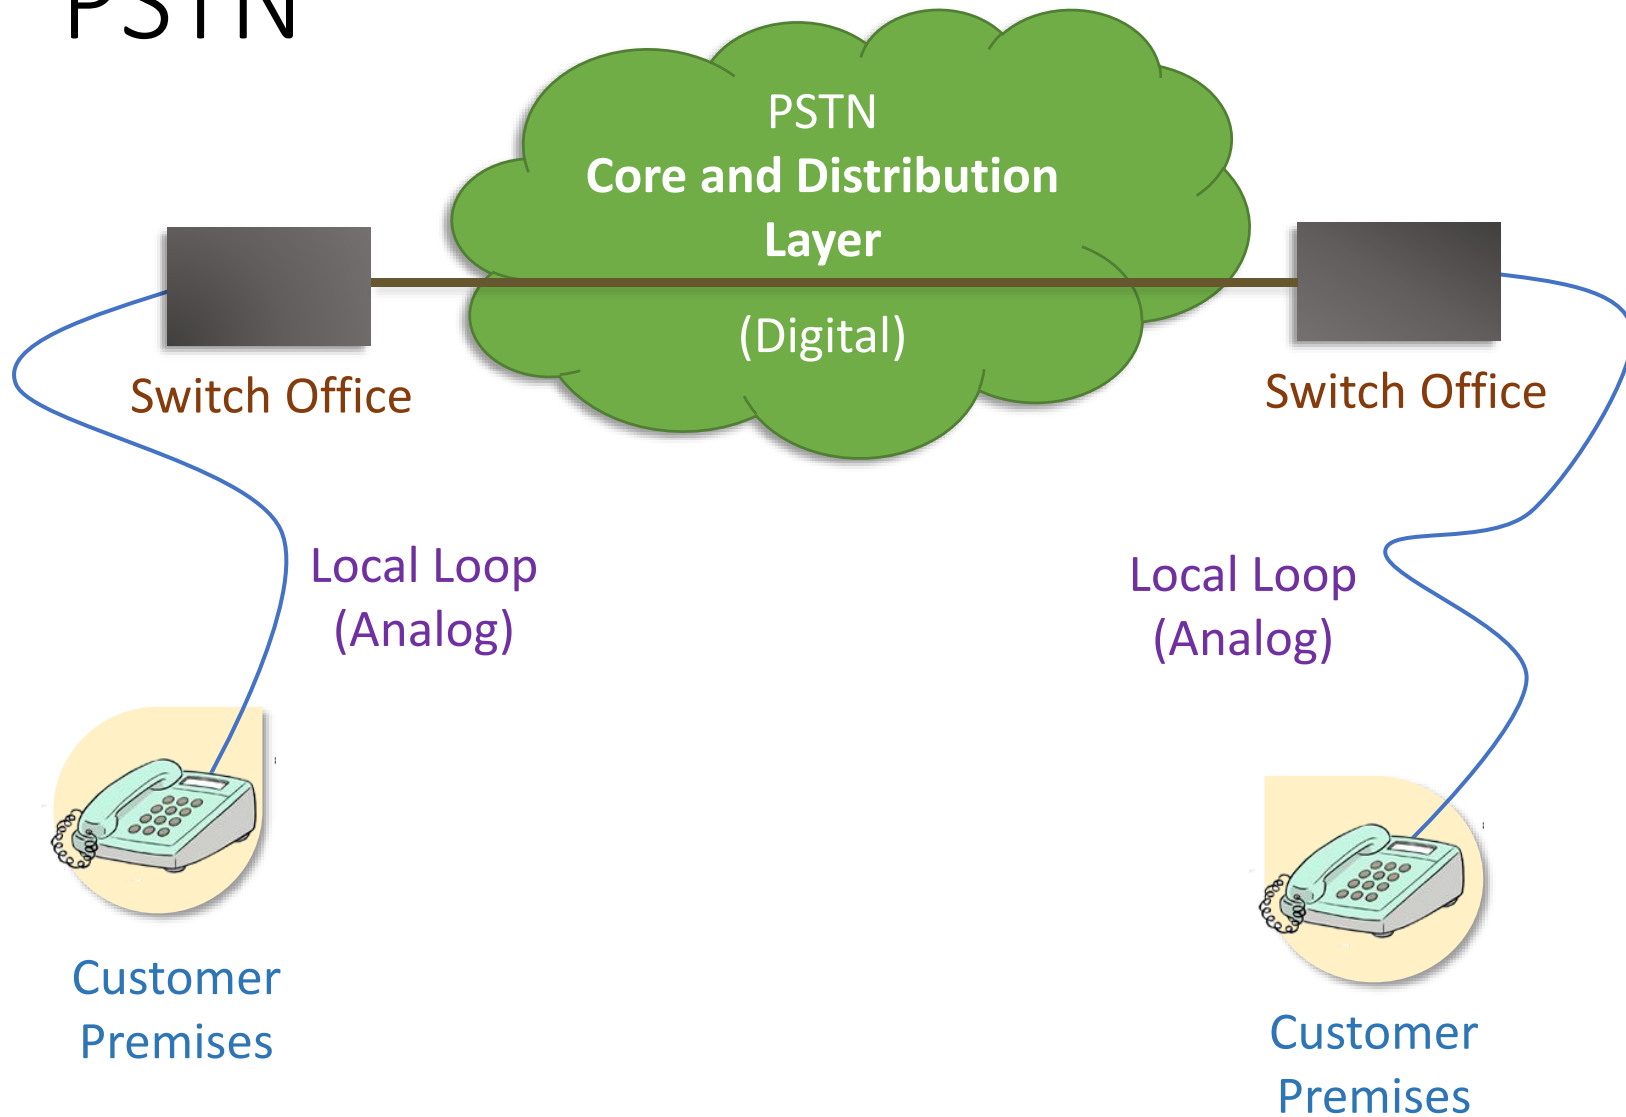 PSTN
PSTN
Core and Distribution
Layer
(Digital)
Switch Office
Switch Office
Local Loop
(Analog)
Local Loop
(Analog)
Customer
Premises
Customer
Premises